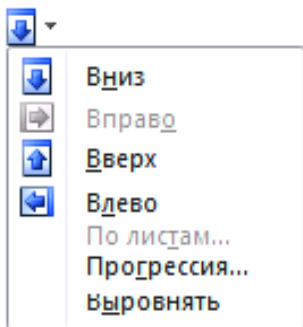 Вниз
Вправо
Вверх
Влево
По листам...
Прогрессия...
Выровнять